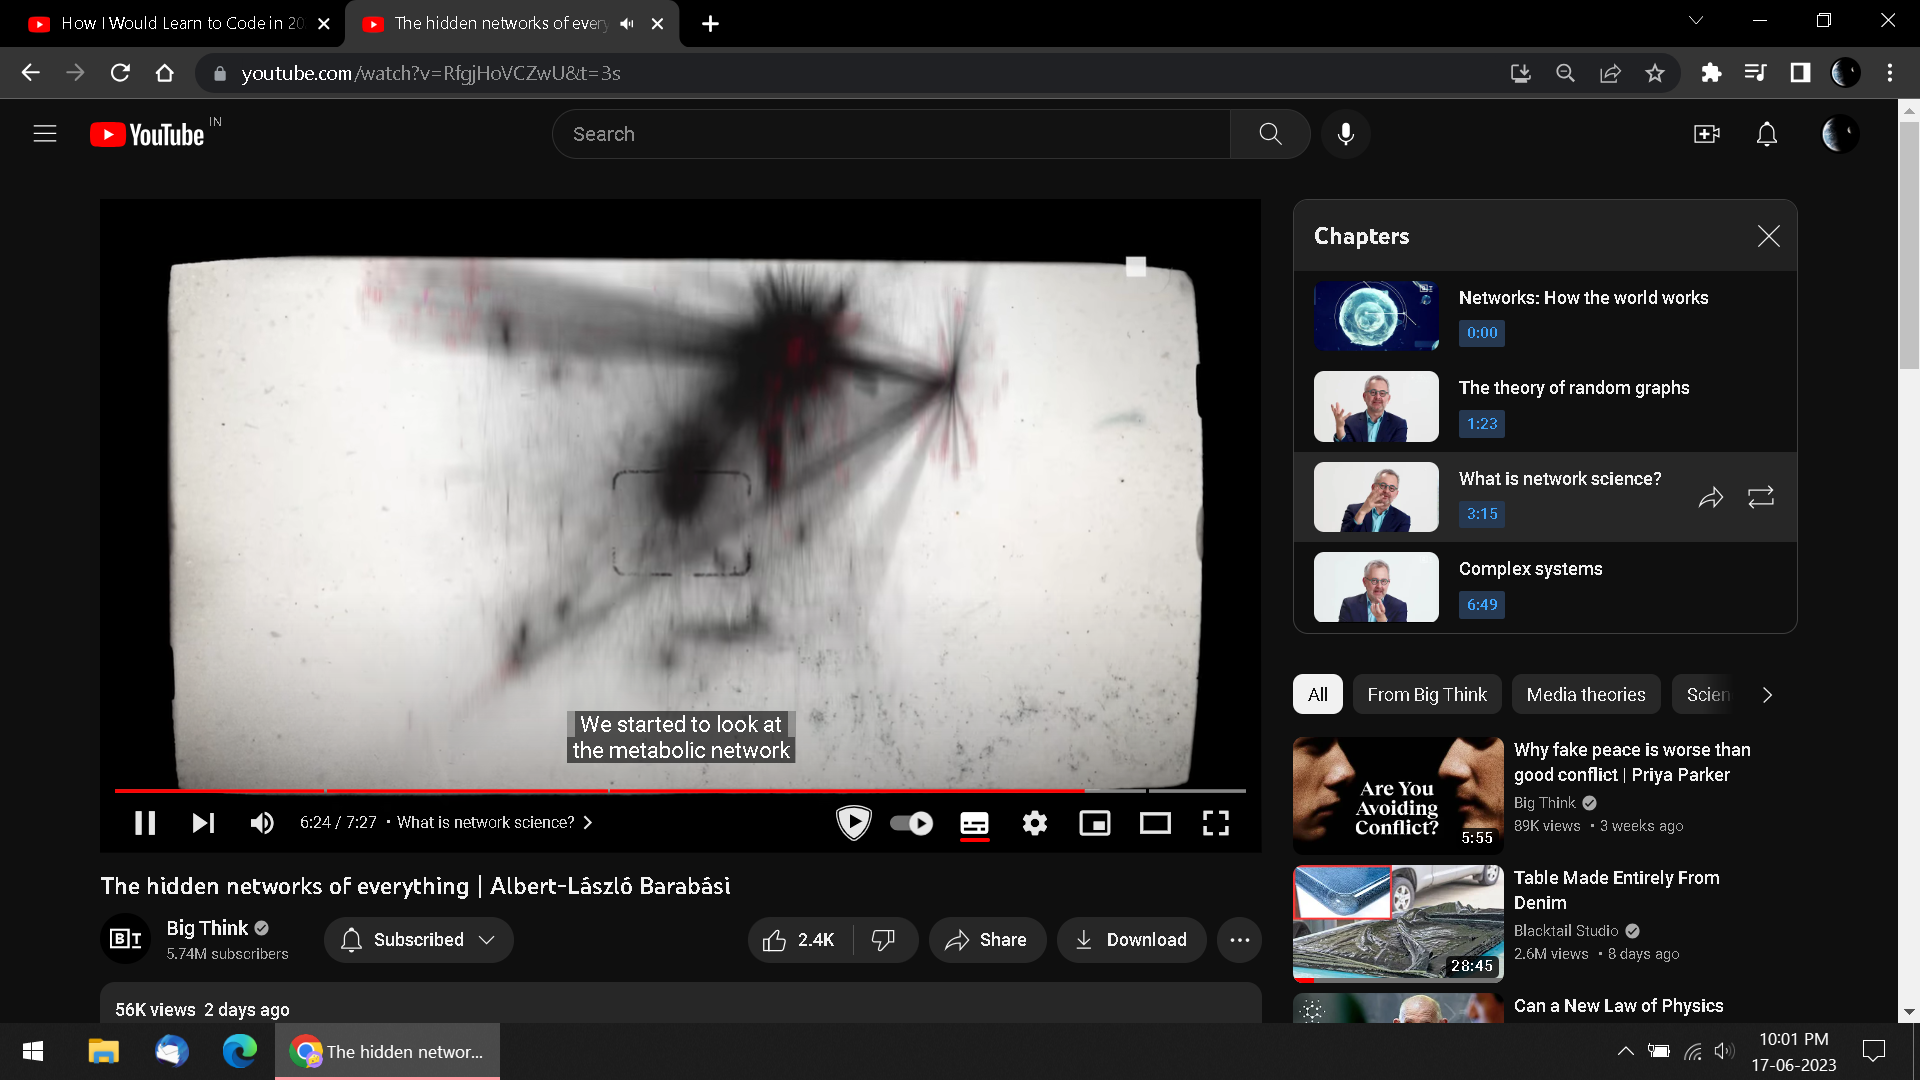 How I Would Learn to Code in 20
The hidden networks of every
youtube.com/watch?v=RfgjHoVCZwU&t=3s
YouTube IN
Search
Chapters
Networks: How the world works
0:00
The theory of random graphs
1:23
What is network science?
3:15
Complex systems
6:49
We started to look at
the metabolic network
6:24 / 7:27 • What is network science?
The hidden networks of everything | Albert-László Barabási
BT
Big Think
5.74M subscribers
Subscribed
2.4K
Share
Download
56K views 2 days ago
All
From Big Think
Media theories
Scien
Are You
Avoiding
Conflict?
5:55
Why fake peace is worse than
good conflict | Priya Parker
Big Think
89K views • 3 weeks ago
28:45
Table Made Entirely From
Denim
Blacktail Studio
2.6M views • 8 days ago
Can a New Law of Physics
The hidden networ...
10:01 PM
17-06-2023